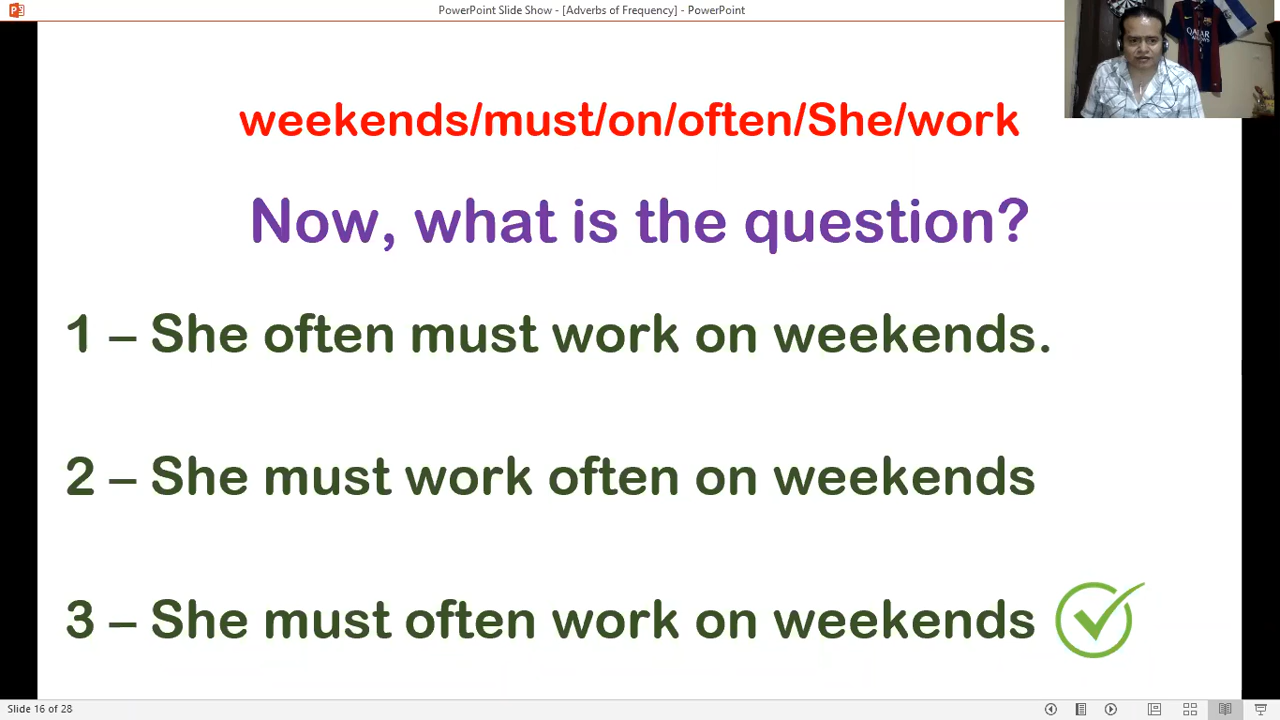 PowerPoint Slide Show - [Adverbs of Frequency] - PowerPoint
QATAR
AIRWAYS
weekends/must/on/often/She/work
Now, what is the question?
1 – She often must work on weekends.
2 – She must work often on weekends
3 – She must often work on weekends
Slide 16 of 28